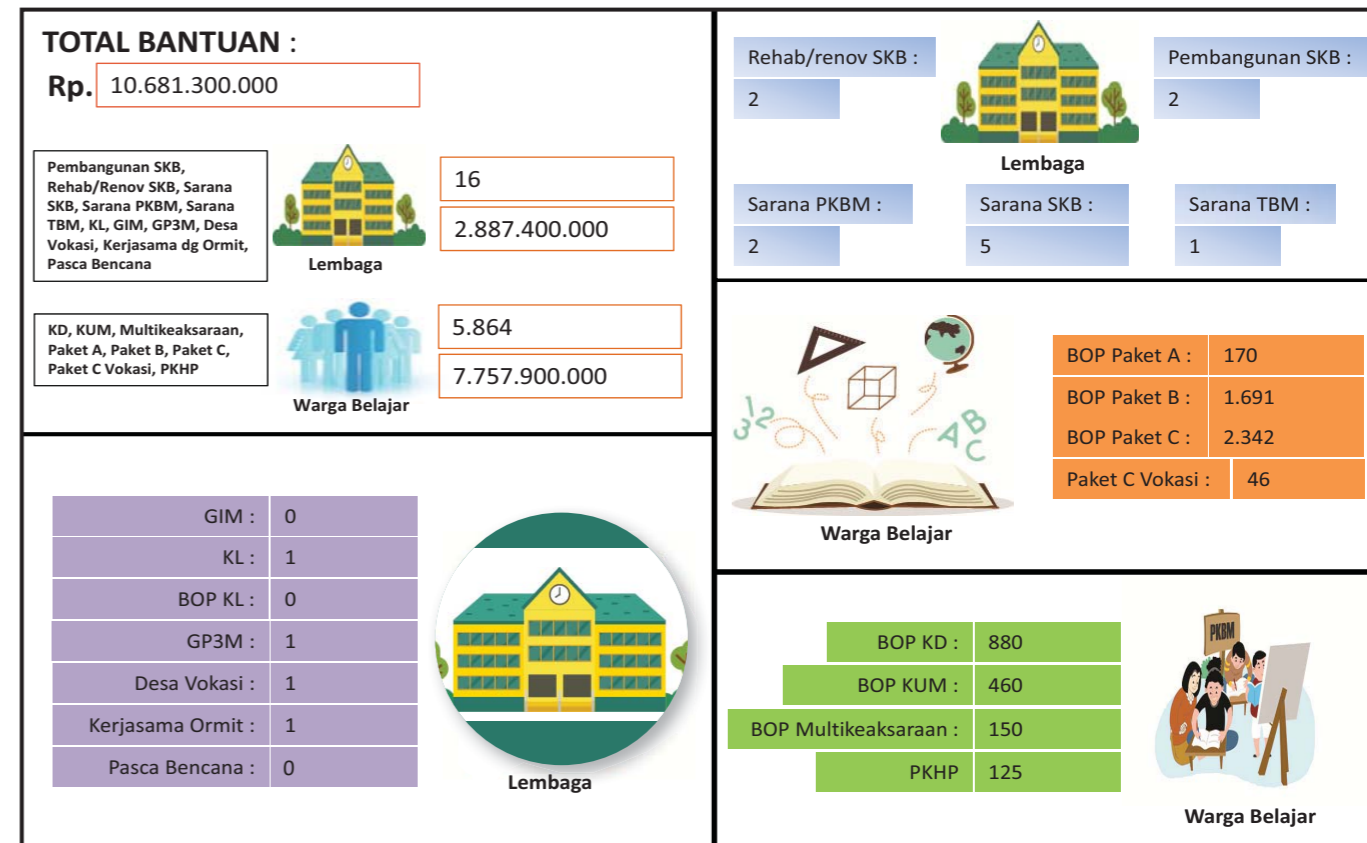 TOTAL BANTUAN :
Rp. 10.681.300.000
Pembangunan SKB,
Rehab/Renov SKB, Sarana
SKB, Sarana PKBM, Sarana
TBM, KL, GIM, GP3M, Desa
Vokasi, Kerjasama dg Ormit,
Pasca Bencana
Lembaga
16
2.887.400.000
KD, KUM, Multikeaksaraan,
Paket A, Paket B, Paket C,
Paket C Vokasi, PKHP
Warga Belajar
5.864
7.757.900.000
Rehab/renov SKB :
2
Pembangunan SKB :
2
Lembaga
Sarana PKBM :
2
Sarana SKB :
5
Sarana TBM :
1
123
ABC
Warga Belajar
BOP Paket A : 170
BOP Paket B : 1.691
BOP Paket C : 2.342
Paket C Vokasi : 46
GIM : 0
KL : 1
BOP KL : 0
GP3M : 1
Desa Vokasi : 1
Kerjasama Ormit : 1
Pasca Bencana : 0
Lembaga
BOP KD : 880
BOP KUM : 460
BOP Multikeaksaraan : 150
PKHP 125
PKBM
Warga Belajar